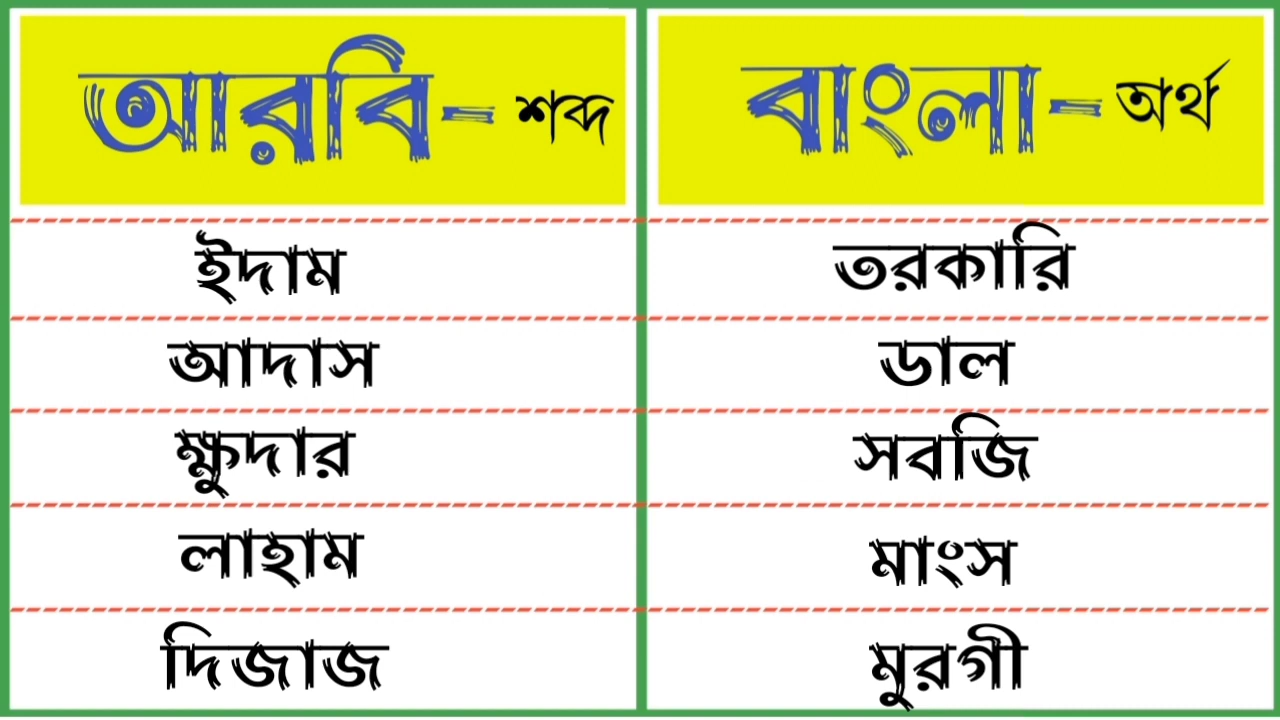 আরবি- শব্দ বাংলা- অর্থ
ইদাম তরকারি
আদাস ডাল
ক্ষুদার সবজি
লাহাম মাংস
দিজাজ মুরগী